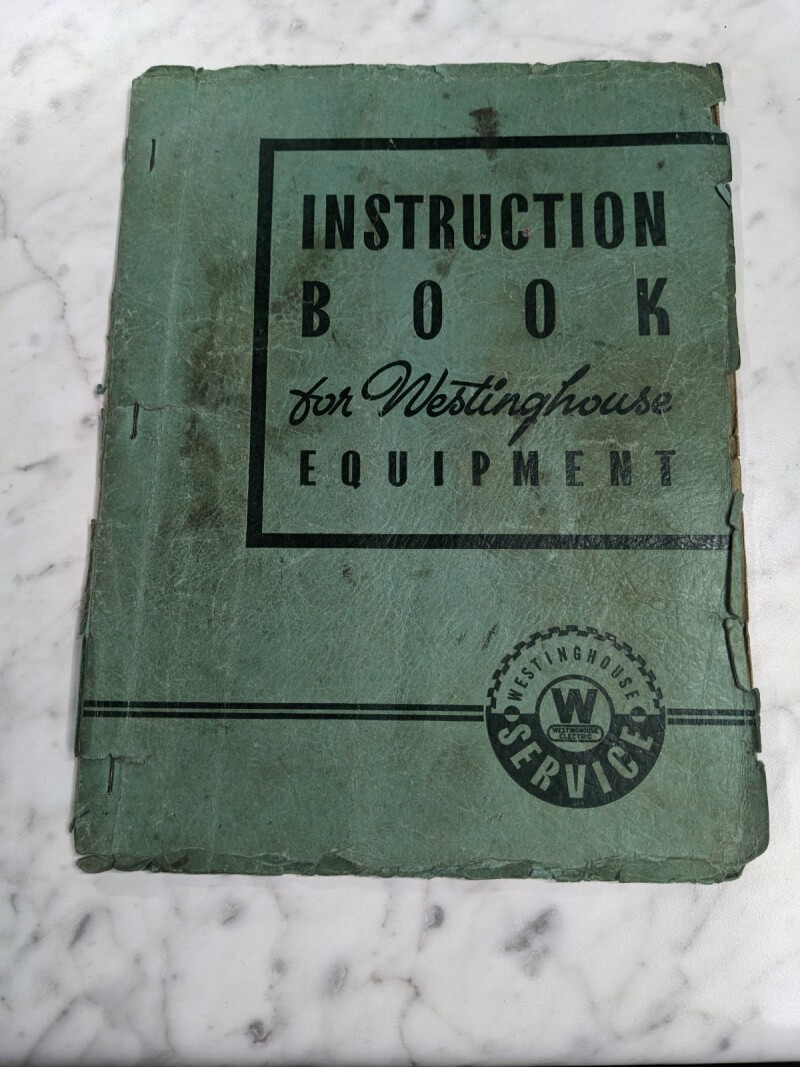 INSTRUCTION
BOOK
for Westinghouse
EQUIPMENT
WESTINGHOUSE
W
WESTINGHOUSE
ELECTRIC
SERVICE